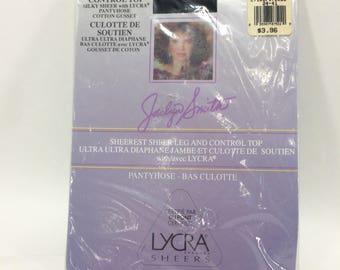 CONTROL TOP
SILKY SHEER with LYCRA®
PANTYHOSE
COTTON GUSSET
CULOTTE DE
SOUTIEN
ULTRA ULTRA DIAPHANE
BAS CULOTTE avec LYCRA®
GOUSSET DE COTON
$3.96
Jaclyn Smith
SHEEREST SHEER LEG AND CONTROL TOP
ULTRA ULTRA DIAPHANE JAMBE ET CULOTTE DE SOUTIEN
with/avec LYCRA®
PANTYHOSE - BAS CULOTTE
LYCRA
SHEERS